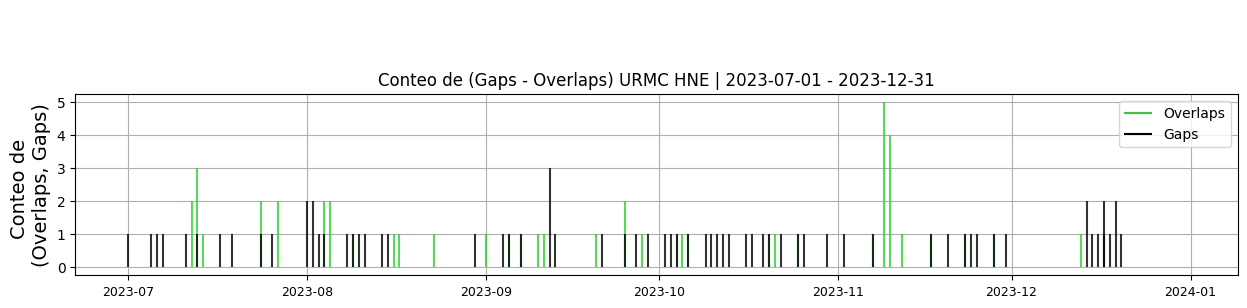 Conteo de (Gaps - Overlaps) URMC HNE | 2023-07-01 - 2023-12-31
Conteo de
(Overlaps, Gaps)
5
4
3
2
1
0
Overlaps
Gaps
2023-07
2023-08
2023-09
2023-10
2023-11
2023-12
2024-01